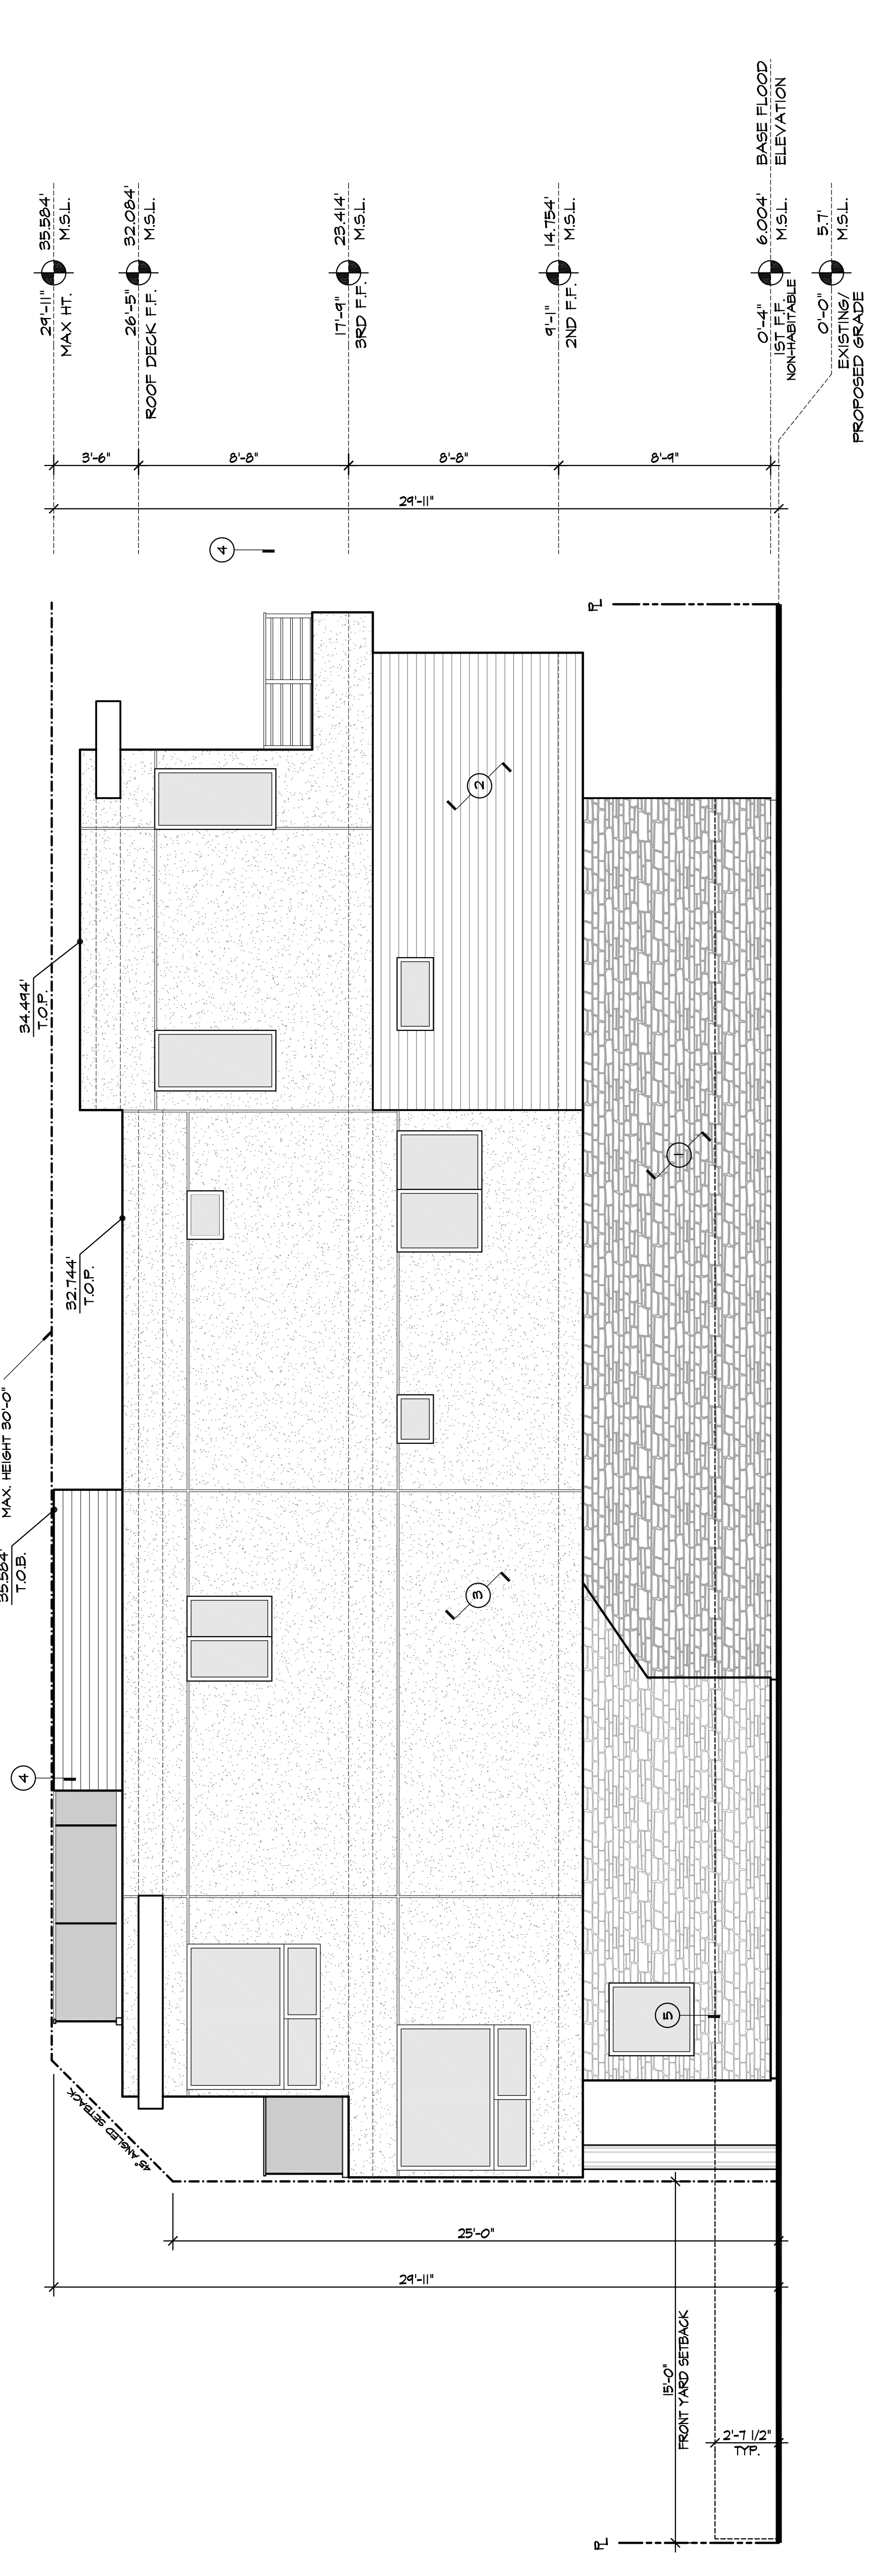 35.584'
M.S.L.
29'-11"
MAX HT.
32.084'
M.S.L.
26'-5"
ROOF DECK F.F.
23.414'
M.S.L.
17'-9"
3RD F.F.
14.754'
M.S.L.
9'-1"
2ND F.F.
BASE FLOOD
ELEVATION
6.004'
M.S.L.
0'-4"
1ST F.F.
NON-HABITABLE
5.7'
M.S.L.
0'-0"
EXISTING/
PROPOSED GRADE
3'-6"
8'-8"
8'-8"
8'-9"
29'-11"
4
PL
2
34.494'
T.O.P.
1
32.744'
T.O.P.
MAX. HEIGHT 30'-0"
35.584'
T.O.B.
3
4
5
45° ANGLED SETBACK
25'-0"
29'-11"
15'-0"
FRONT YARD SETBACK
2'-7 1/2"
TYP.
PL